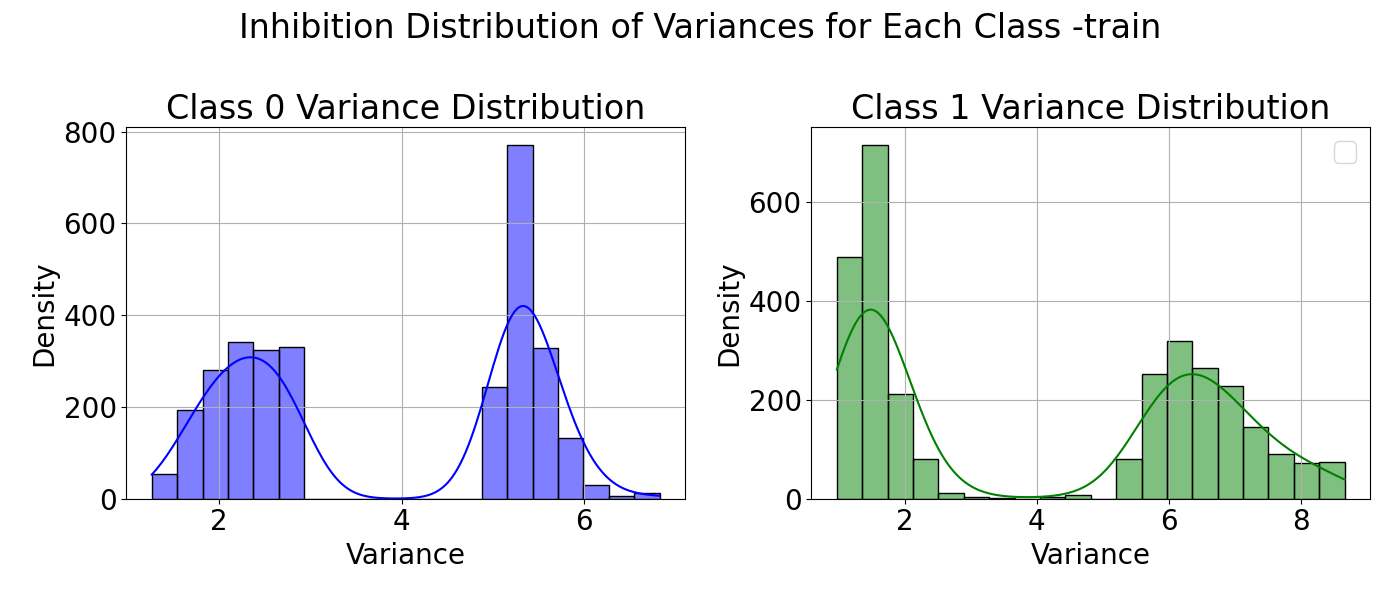 Inhibition Distribution of Variances for Each Class -train
Class 0 Variance Distribution
800
600
400
200
0
Density
2
4
6
Variance
Class 1 Variance Distribution
600
400
200
0
Density
2
4
6
8
Variance